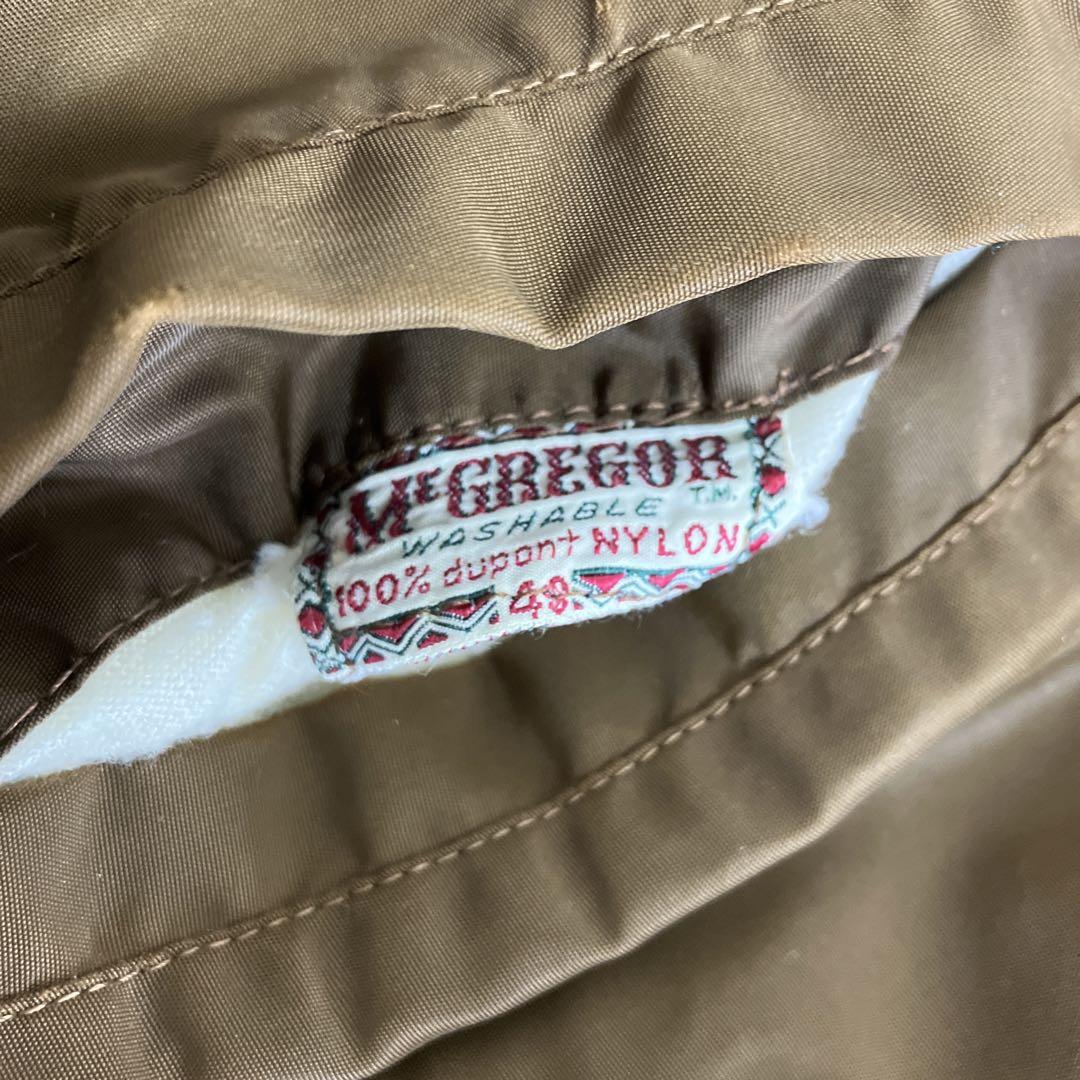 McGREGOR
T.M.
WASHABLE
100% dupont NYLON
48